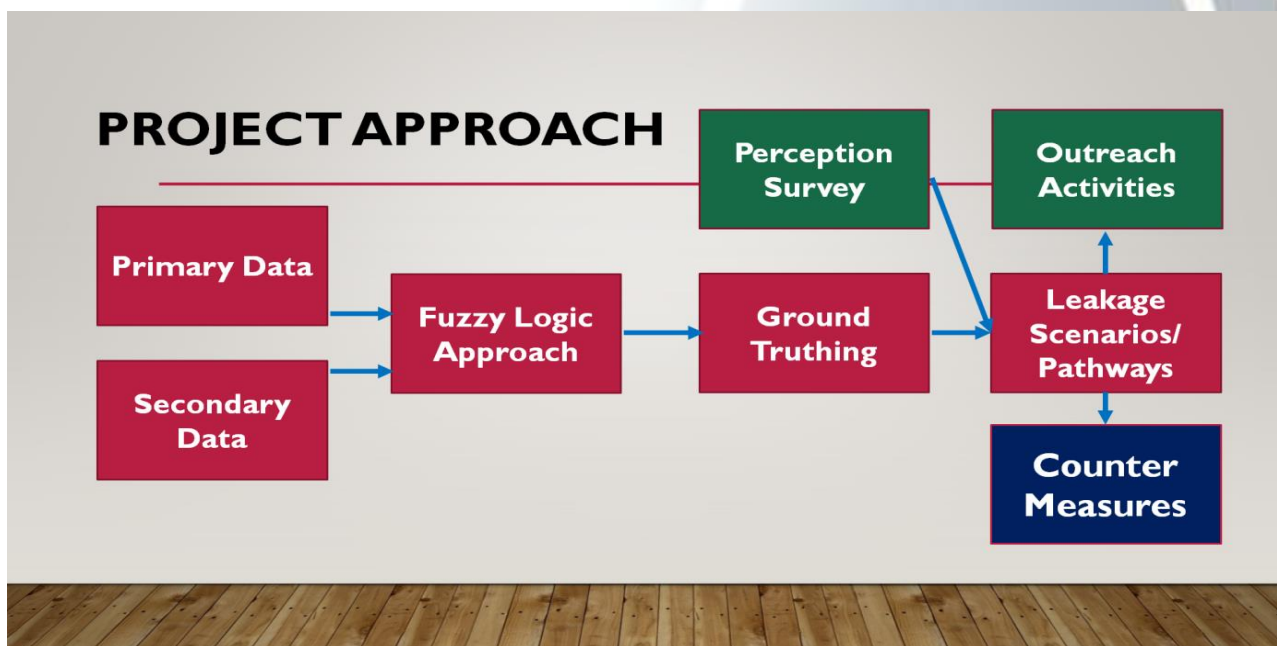 PROJECT APPROACH
Perception
Survey
Outreach
Activities
Primary Data
Fuzzy Logic
Approach
Ground
Truthing
Leakage
Scenarios/
Pathways
Secondary
Data
Counter
Measures